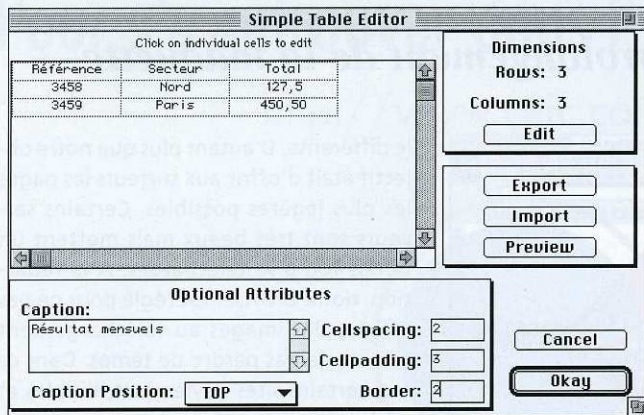 Simple Table Editor
Click on individual cells to edit
Référence Secteur Total
3458 Nord 127,5
3459 Paris 450,50
Dimensions
Rows: 3
Columns: 3
Edit
Export
Import
Preview
Optional Attributes
Caption:
Résultat mensuels
Caption Position: TOP
Cellspacing: 2
Cellpadding: 3
Border: 2
Cancel
Okay